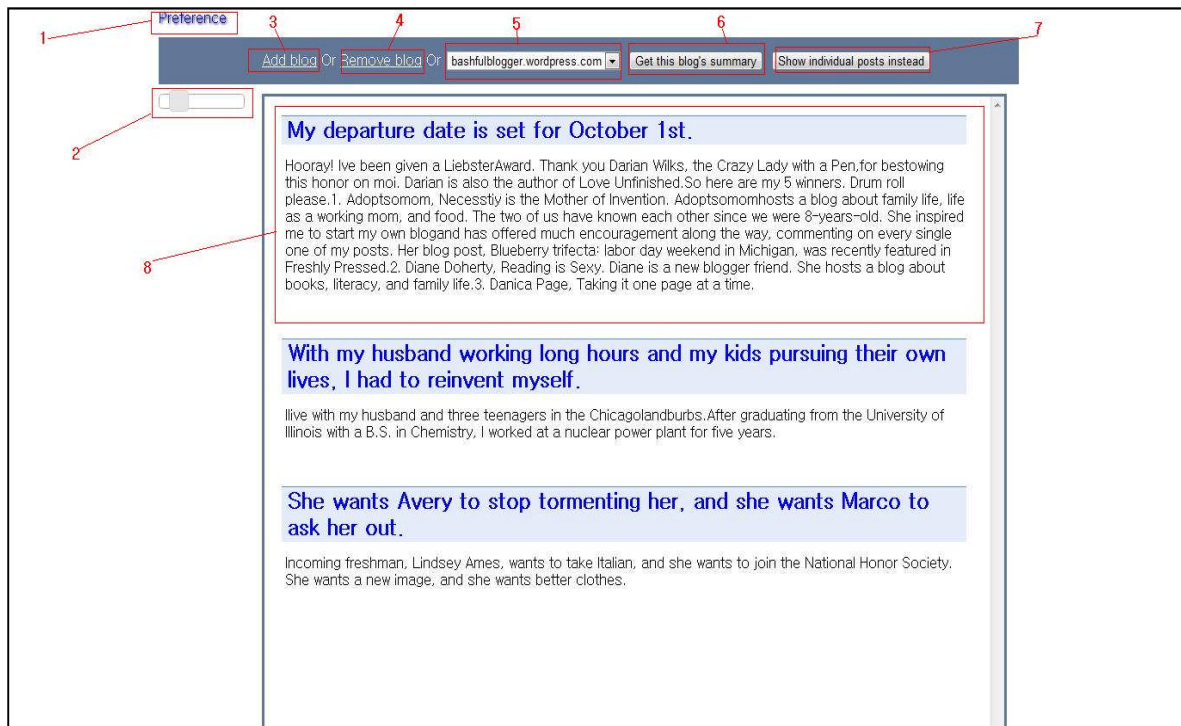 Preference
1
3
4
5
6
7
Add blog Or Remove blog Or bashfulblogger.wordpress.com Get this blog's summary Show individual posts instead
2
My departure date is set for October 1st.
Hooray! Ive been given a LiebsterAward. Thank you Darian Wilks, the Crazy Lady with a Pen,for bestowing
this honor on moi. Darian is also the author of Love Unfinished.So here are my 5 winners. Drum roll
please.1. Adoptsomom, Necesstiy is the Mother of Invention. Adoptsomomhosts a blog about family life, life
as a working mom, and food. The two of us have known each other since we were 8-years-old. She inspired
me to start my own blogand has offered much encouragement along the way, commenting on every single
one of my posts. Her blog post, Blueberry trifecta: labor day weekend in Michigan, was recently featured in
Freshly Pressed.2. Diane Doherty, Reading is Sexy. Diane is a new blogger friend. She hosts a blog about
books, literacy, and family life.3. Danica Page, Taking it one page at a time.
8
With my husband working long hours and my kids pursuing their own
lives, I had to reinvent myself.
Ilive with my husband and three teenagers in the Chicagolandburbs.After graduating from the University of
Illinois with a B.S. in Chemistry, I worked at a nuclear power plant for five years.
She wants Avery to stop tormenting her, and she wants Marco to
ask her out.
Incoming freshman, Lindsey Ames, wants to take Italian, and she wants to join the National Honor Society.
She wants a new image, and she wants better clothes.